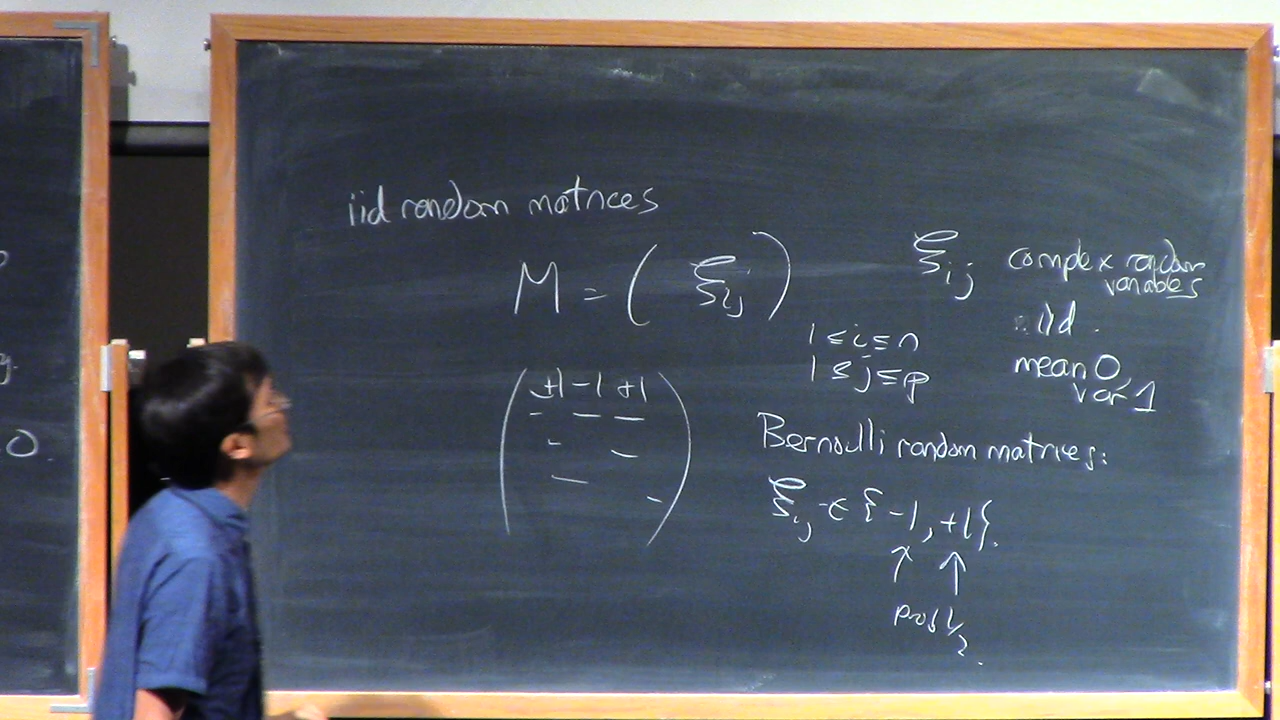 iid random matrices
M = ( ξij )
1 ≤ i ≤ n
1 ≤ j ≤ p
ξij complex random
variables
iid.
mean 0,
var 1
( +1 -1 +1 )
Bernoulli random matrices:
ξij ∈ {-1, +1}.
↑ ↑
prob 1/2.
0.